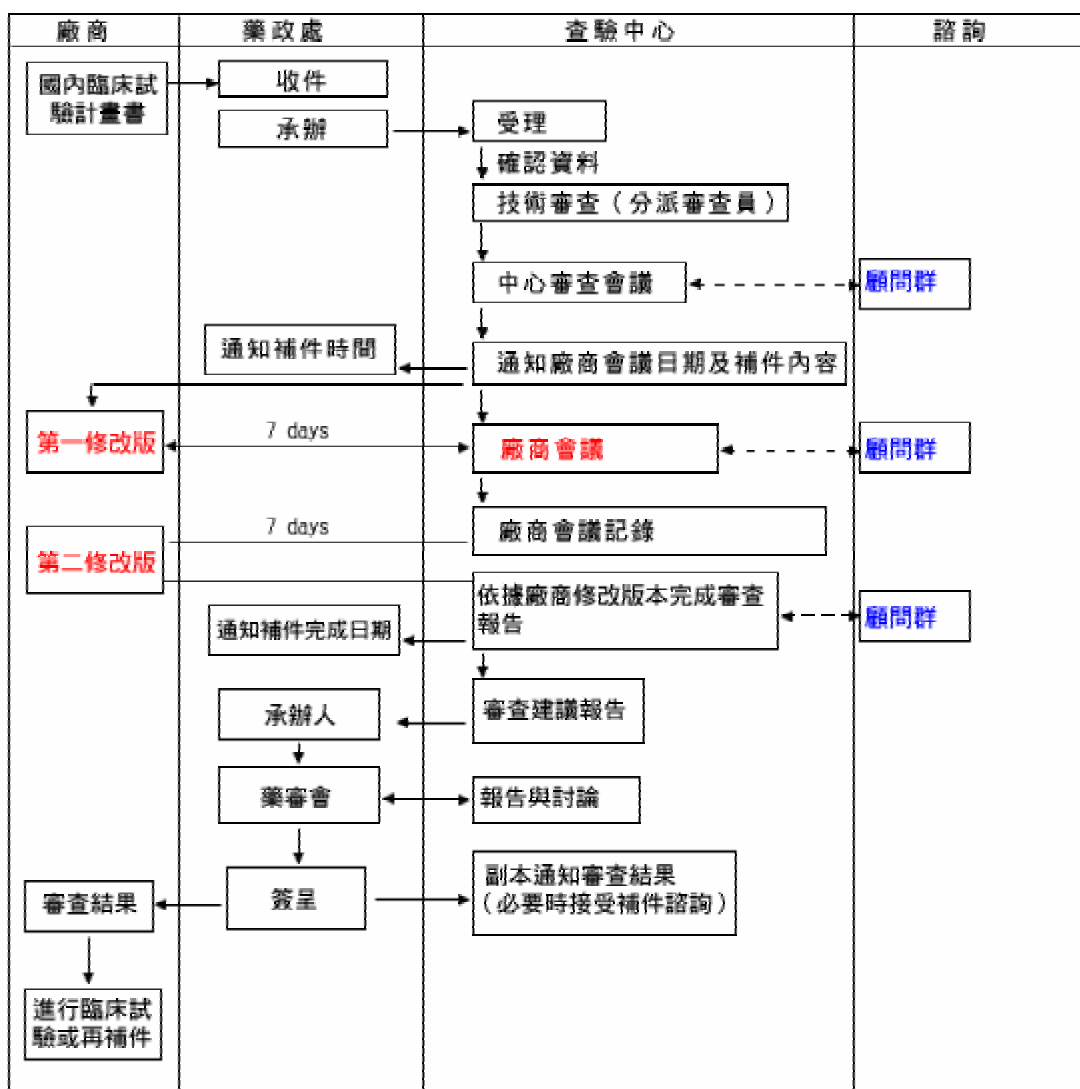 廠商
藥政處
查驗中心
諮詢
國內臨床試
驗計畫書
收件
承辦
受理
確認資料
技術審查（分派審查員）
中心審查會議
顧問群
通知補件時間
通知廠商會議日期及補件內容
第一修改版
7 days
廠商會議
顧問群
7 days
廠商會議記錄
第二修改版
依據廠商修改版本完成審查
報告
顧問群
通知補件完成日期
審查建議報告
承辦人
藥審會
報告與討論
簽呈
副本通知審查結果
（必要時接受補件諮詢）
審查結果
進行臨床試
驗或再補件